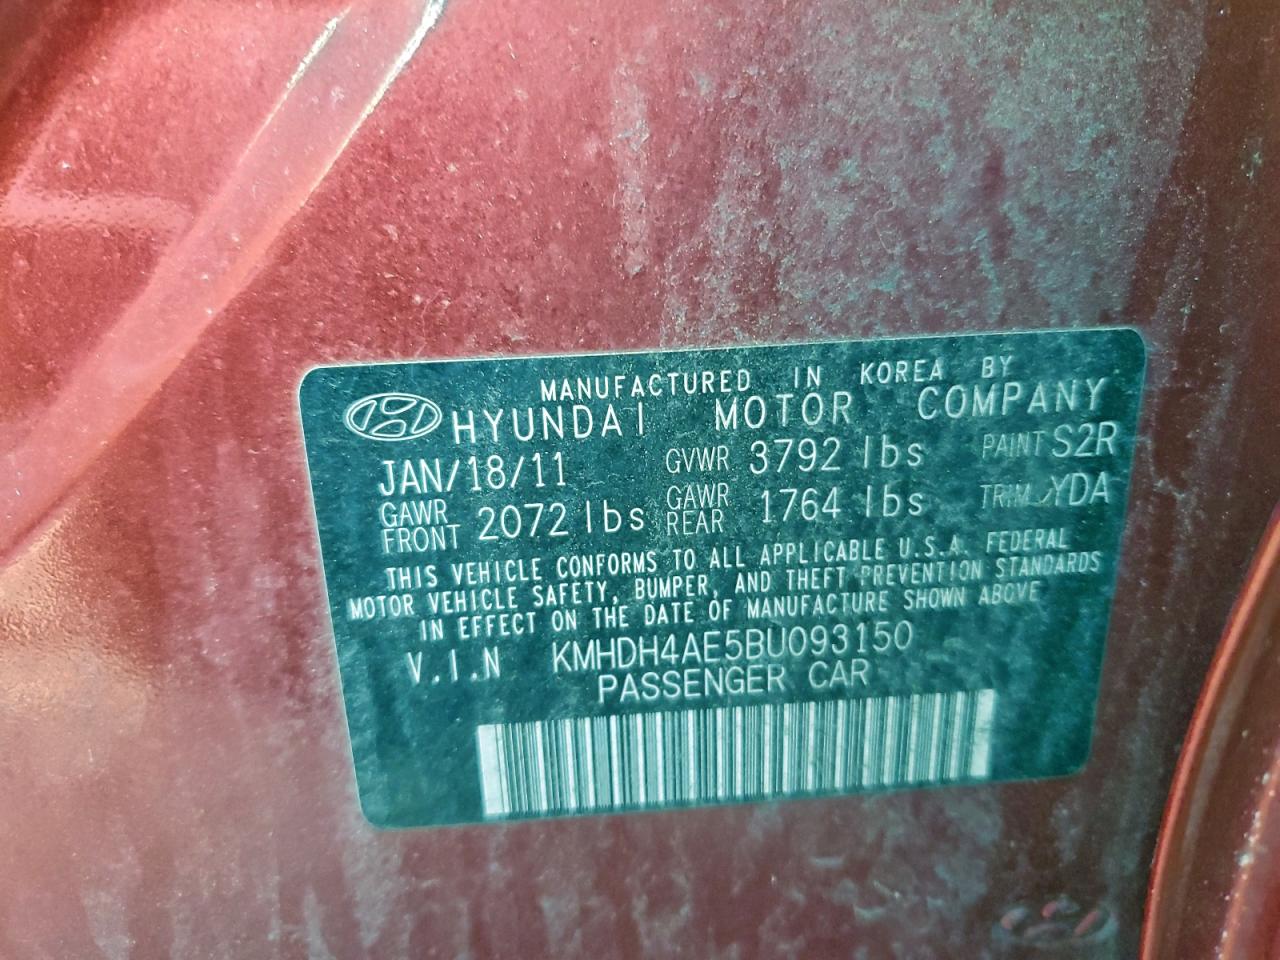 MANUFACTURED IN KOREA BY
HYUNDAI MOTOR COMPANY
JAN/18/11 GVWR 3792 lbs PAINT S2R
GAWR FRONT 2072 lbs GAWR REAR 1764 lbs TRIM YDA
THIS VEHICLE CONFORMS TO ALL APPLICABLE U.S.A. FEDERAL
MOTOR VEHICLE SAFETY, BUMPER, AND THEFT PREVENTION STANDARDS
IN EFFECT ON THE DATE OF MANUFACTURE SHOWN ABOVE
V.I.N KMHDH4AE5BU093150
PASSENGER CAR